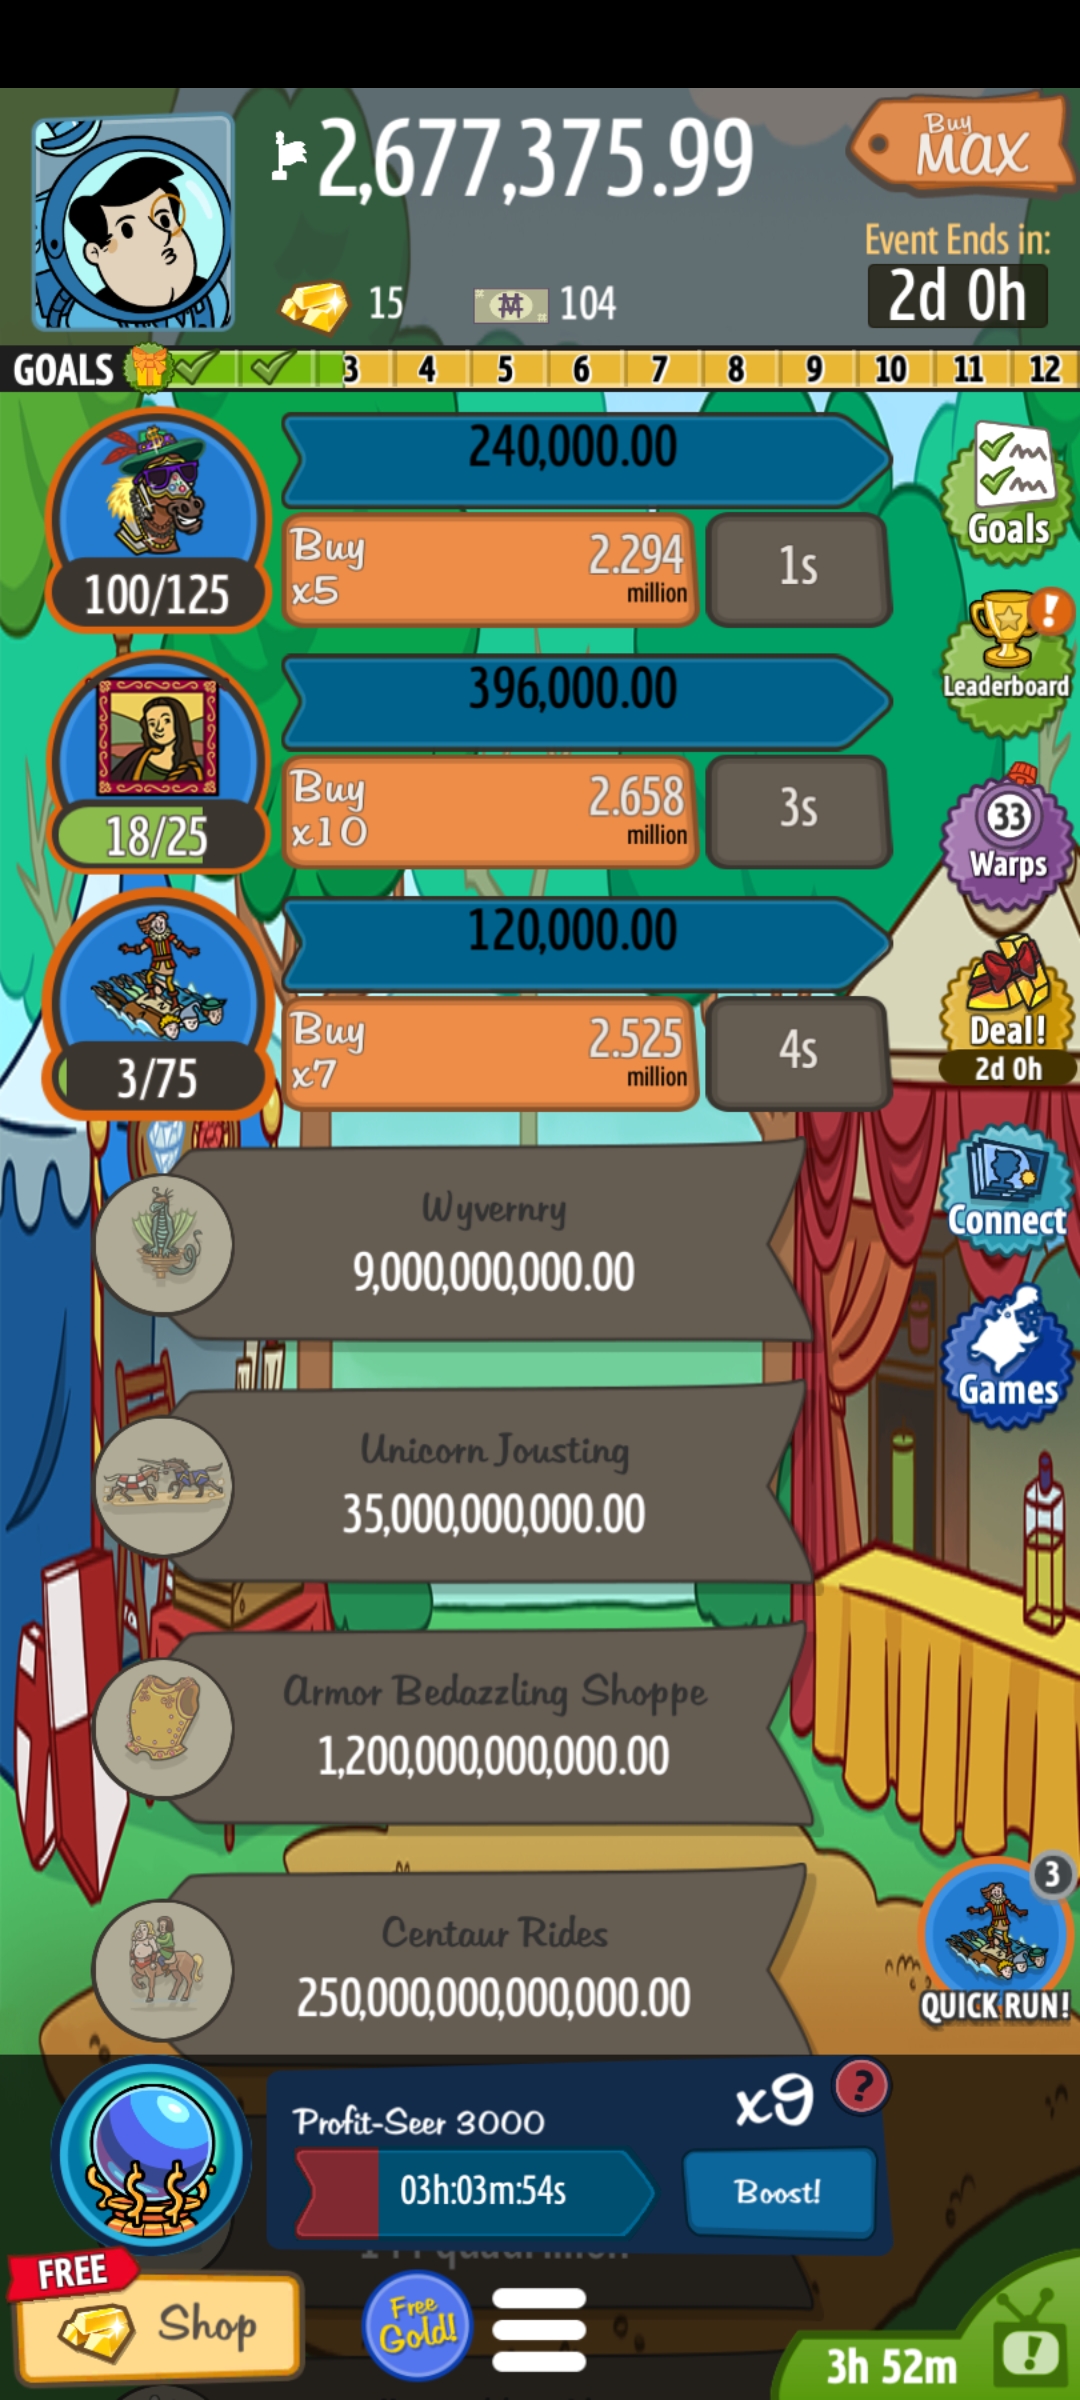 2,677,375.99
Buy
MAX
Event Ends in:
2d 0h
15
104
GOALS 3 4 5 6 7 8 9 10 11 12
240,000.00
Buy
x5
2.294
million
1s
100/125
Goals
!
Leaderboard
396,000.00
Buy
x10
2.658
million
3s
18/25
33
Warps
120,000.00
Buy
x7
2.525
million
4s
3/75
Deal!
2d 0h
Wyvernry
9,000,000,000.00
Connect
Unicorn Jousting
35,000,000,000.00
Games
Armor Bedazzling Shoppe
1,200,000,000,000.00
Centaur Rides
250,000,000,000,000.00
3
QUICK RUN!
Profit-Seer 3000
x9
?
03h:03m:54s
Boost!
FREE
Shop
Free
Gold!
3h 52m
!